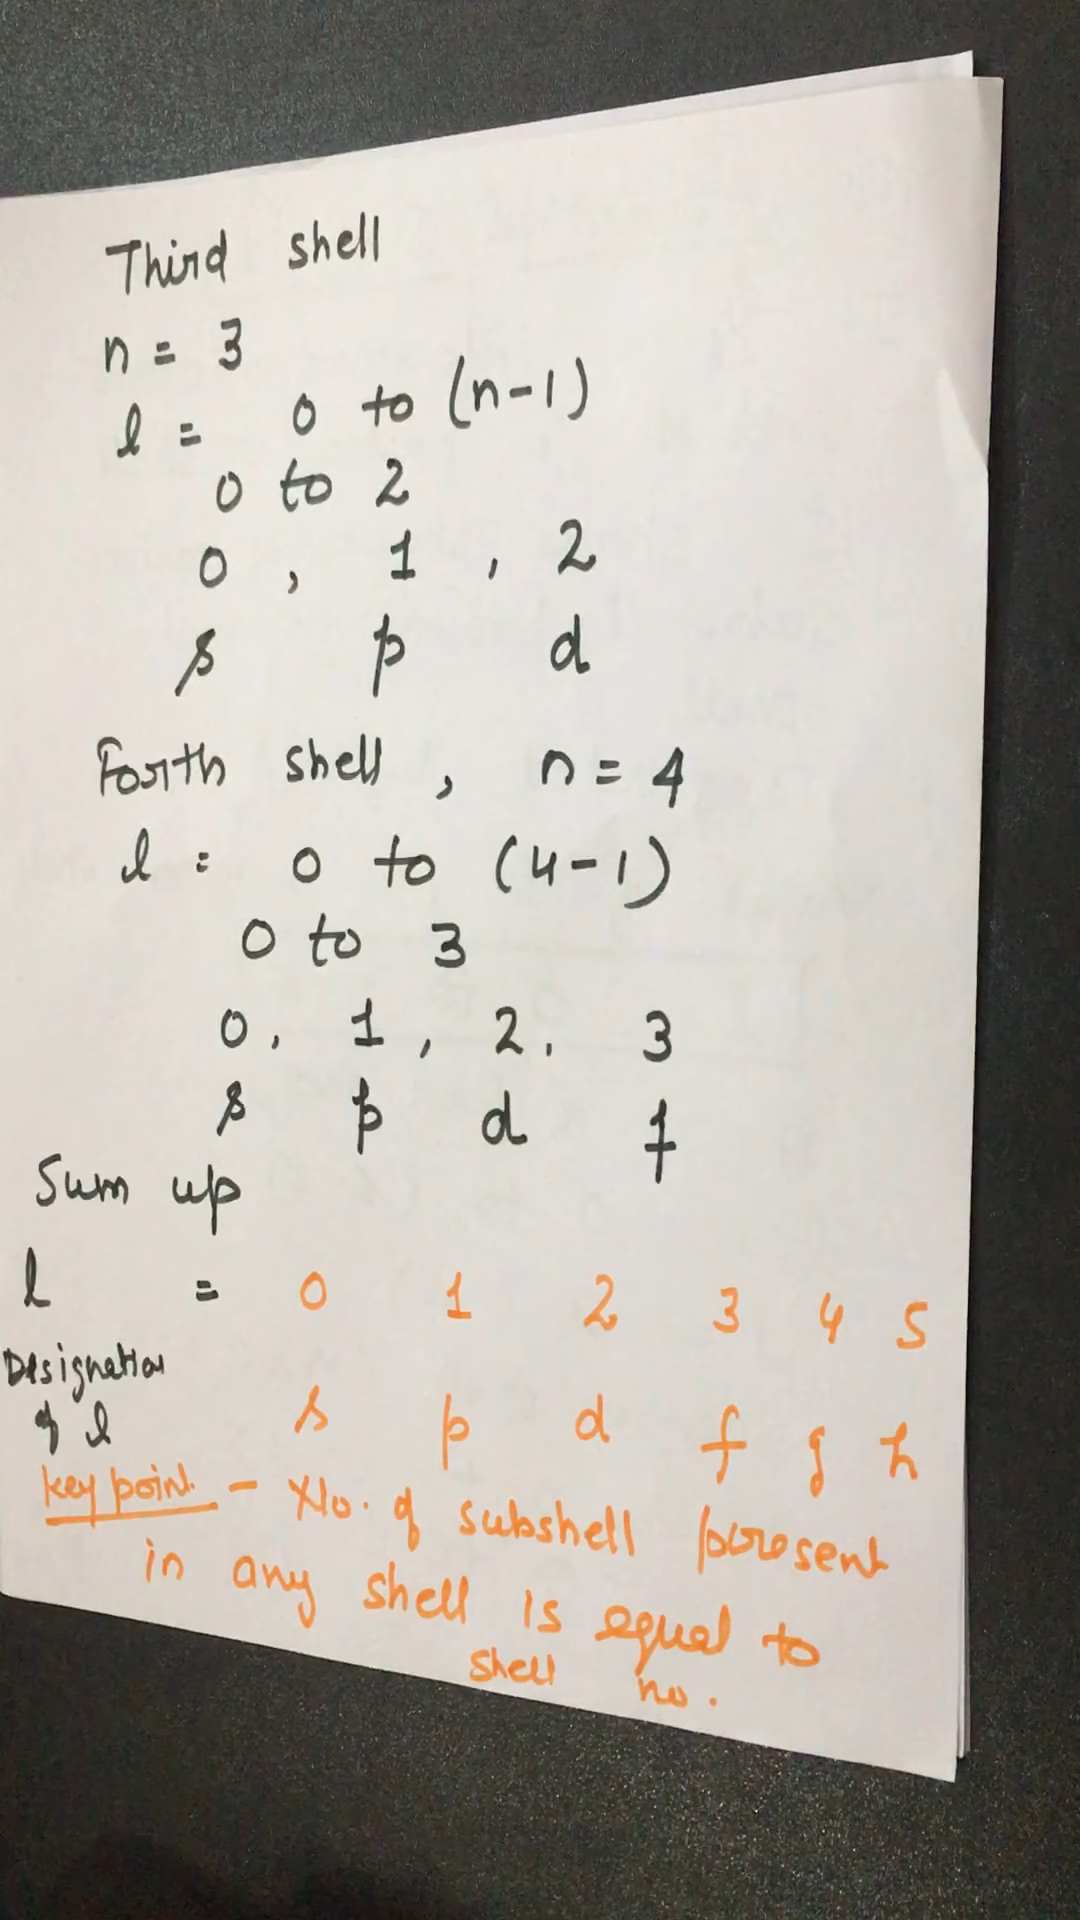 Third shell
n = 3
l = 0 to (n-1)
0 to 2
0 , 1 , 2
s p d
Forth shell , n = 4
l = 0 to (4-1)
0 to 3
0, 1, 2, 3
s p d f
Sum up
l = 0 1 2 3 4 5
Designation
of l s p d f g h
key point - No. of subshell present
in any shell is equal to
shell no.